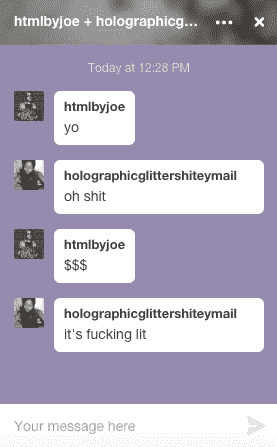 htmlbyjoe + holographicg...
Today at 12:28 PM
htmlbyjoe
yo
holographicglittershiteymail
oh shit
htmlbyjoe
$$$
holographicglittershiteymail
it's fucking lit
Your message here